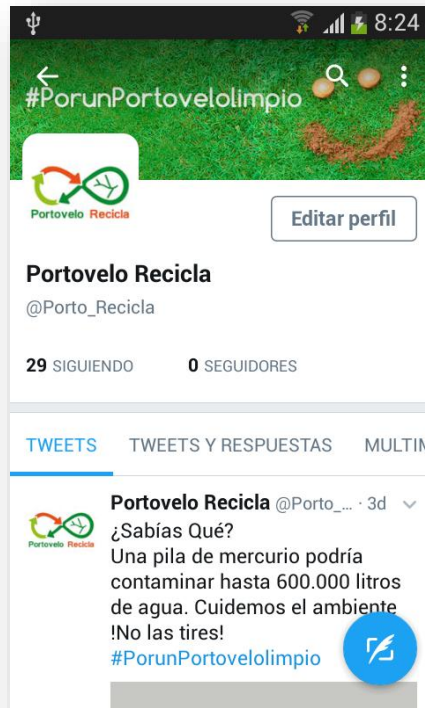 8:24
#PorunPortovelolimpio
Portovelo Recicla
Editar perfil
Portovelo Recicla
@Porto_Recicla
29 SIGUIENDO 0 SEGUIDORES
TWEETS TWEETS Y RESPUESTAS MULTIM
Portovelo Recicla @Porto_... · 3d
Portovelo Recicla
¿Sabías Qué?
Una pila de mercurio podría
contaminar hasta 600.000 litros
de agua. Cuidemos el ambiente
!No las tires!
#PorunPortovelolimpio